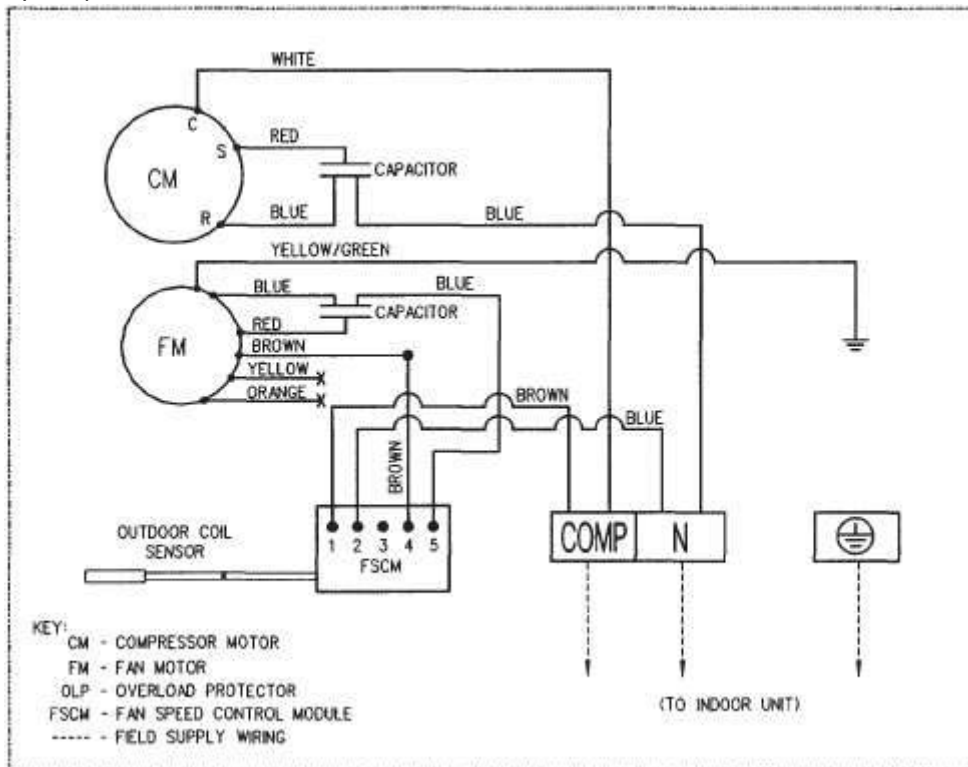 WHITE
C
S
RED
CAPACITOR
CM
R
BLUE
BLUE
YELLOW/GREEN
BLUE
BLUE
CAPACITOR
RED
FM
BROWN
YELLOW
ORANGE
BROWN
BLUE
BROWN
OUTDOOR COIL
SENSOR
1 2 3 4 5
FSCM
COMP N
KEY:
CM - COMPRESSOR MOTOR
FM - FAN MOTOR
OLP - OVERLOAD PROTECTOR
FSCM - FAN SPEED CONTROL MODULE
----- - FIELD SUPPLY WIRING
(TO INDOOR UNIT)